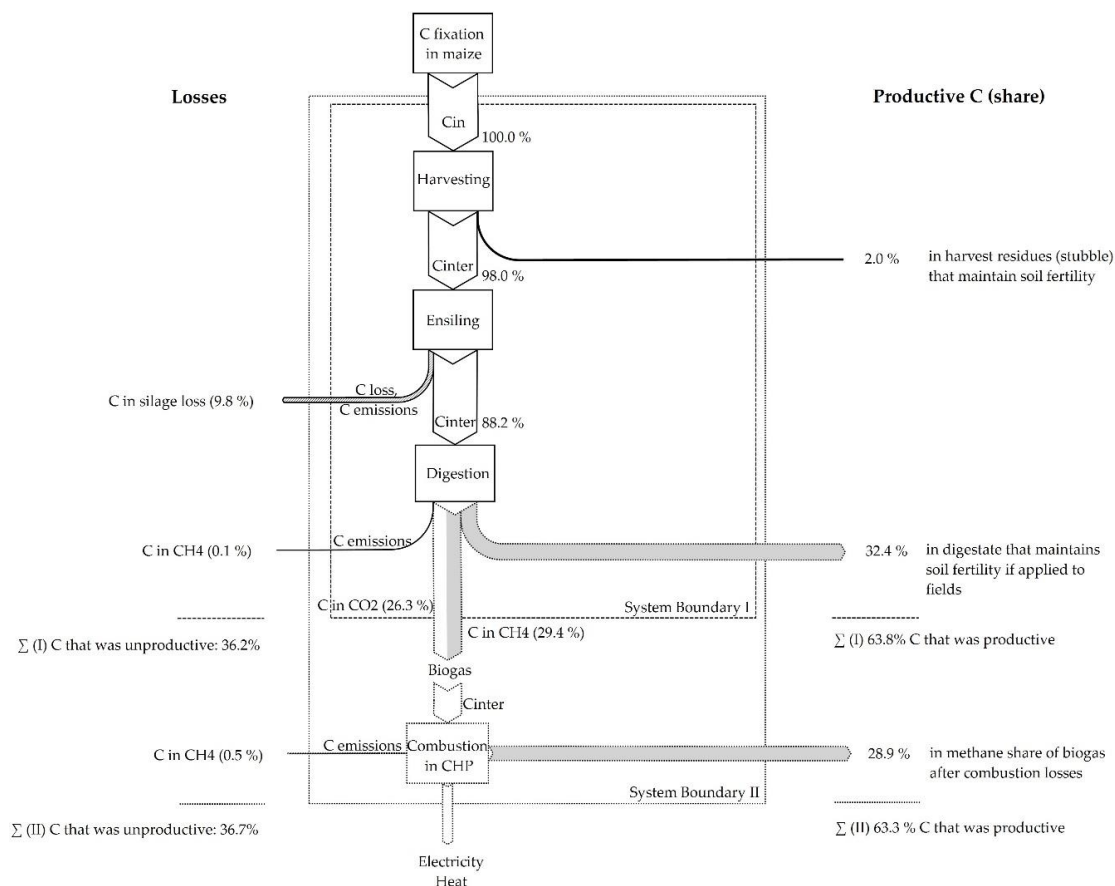 C fixation
in maize
Losses
Productive C (share)
Cin
100.0 %
Harvesting
Cinter
98.0 %
2.0 %
in harvest residues (stubble)
that maintain soil fertility
Ensiling
C loss,
C emissions
C in silage loss (9.8 %)
Cinter
88.2 %
Digestion
C emissions
C in CH4 (0.1 %)
32.4 %
in digestate that maintains
soil fertility if applied to
fields
C in CO2 (26.3 %)
System Boundary I
C in CH4 (29.4 %)
∑ (I) C that was unproductive: 36.2%
∑ (I) 63.8% C that was productive
Biogas
Cinter
C emissions
Combustion
in CHP
C in CH4 (0.5 %)
28.9 %
in methane share of biogas
after combustion losses
System Boundary II
∑ (II) C that was unproductive: 36.7%
∑ (II) 63.3 % C that was productive
Electricity
Heat